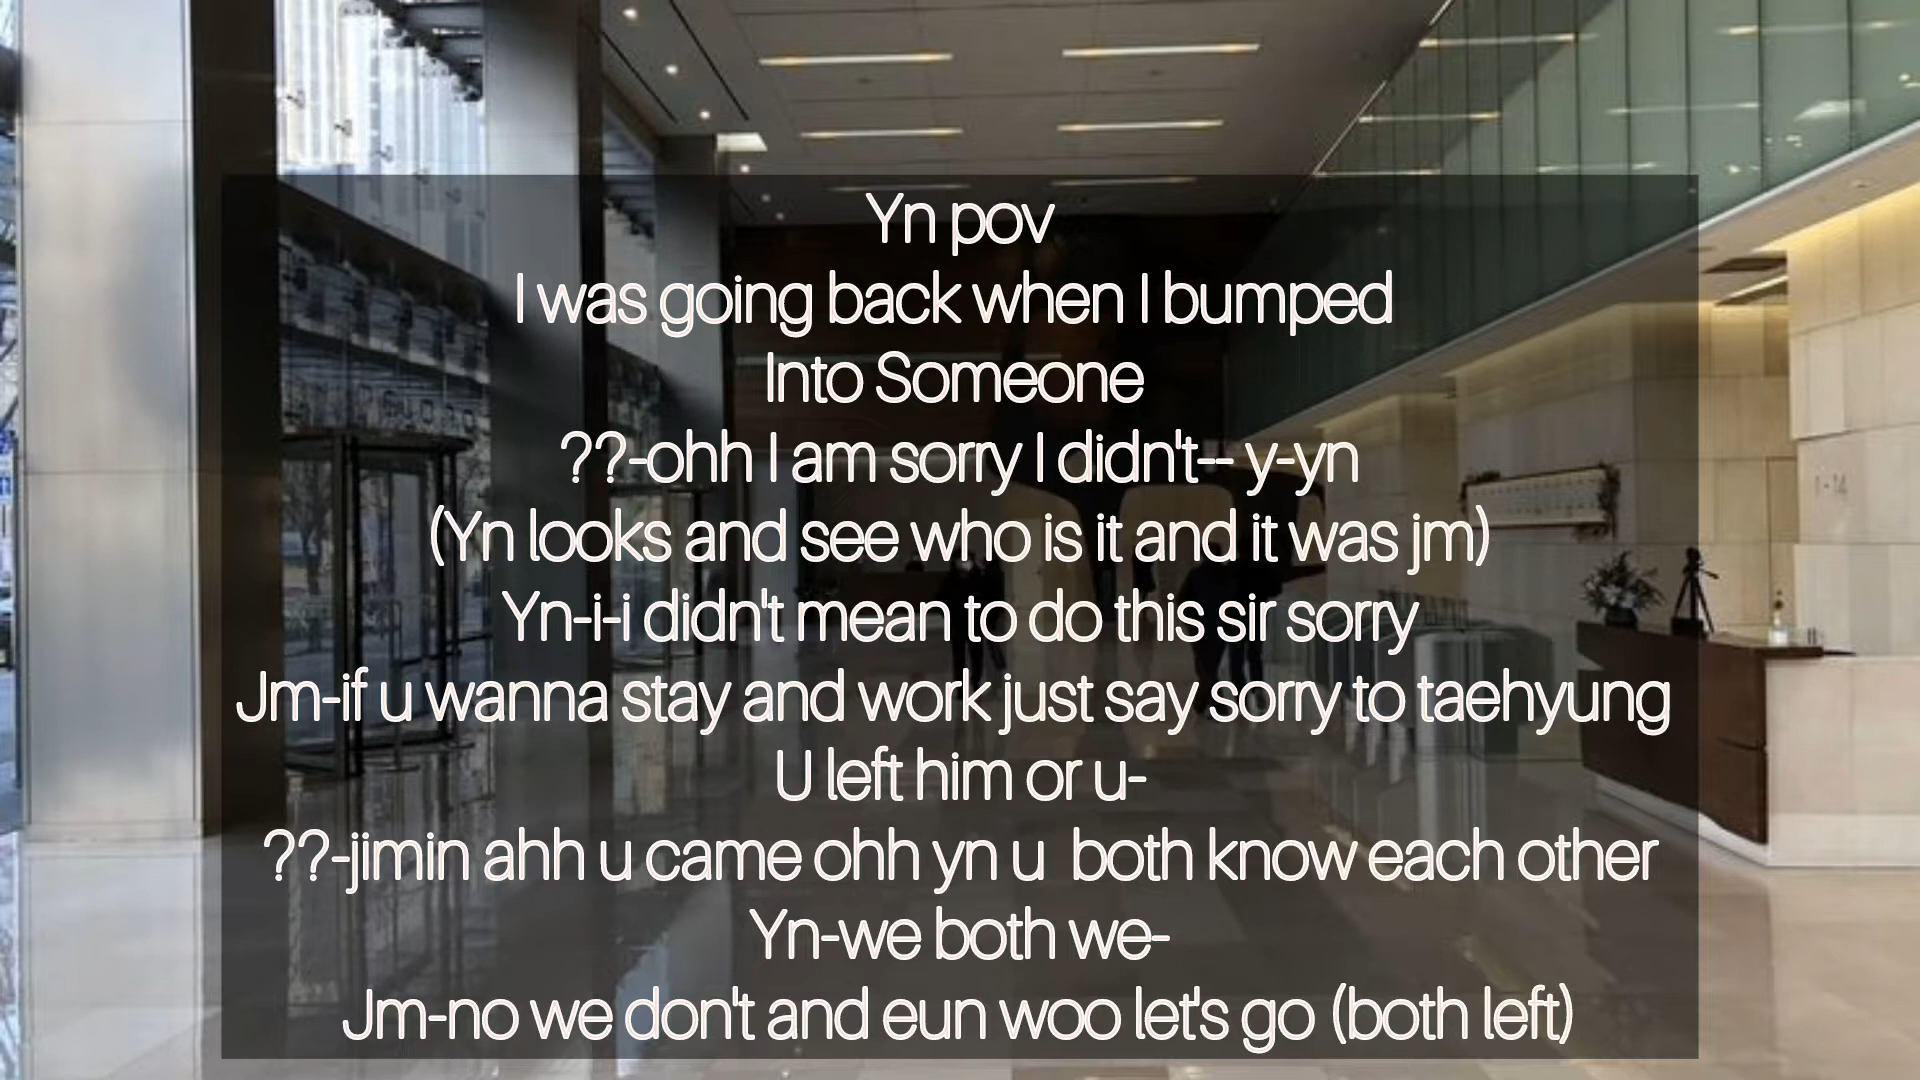 Yn pov
I was going back when I bumped
Into Someone
??-ohh I am sorry I didn't-- y-yn
(Yn looks and see who is it and it was jm)
Yn-i-i didn't mean to do this sir sorry
Jm-if u wanna stay and work just say sorry to taehyung
U left him or u-
??-jimin ahh u came ohh yn u  both know each other
Yn-we both we-
Jm-no we don't and eun woo let's go (both left)